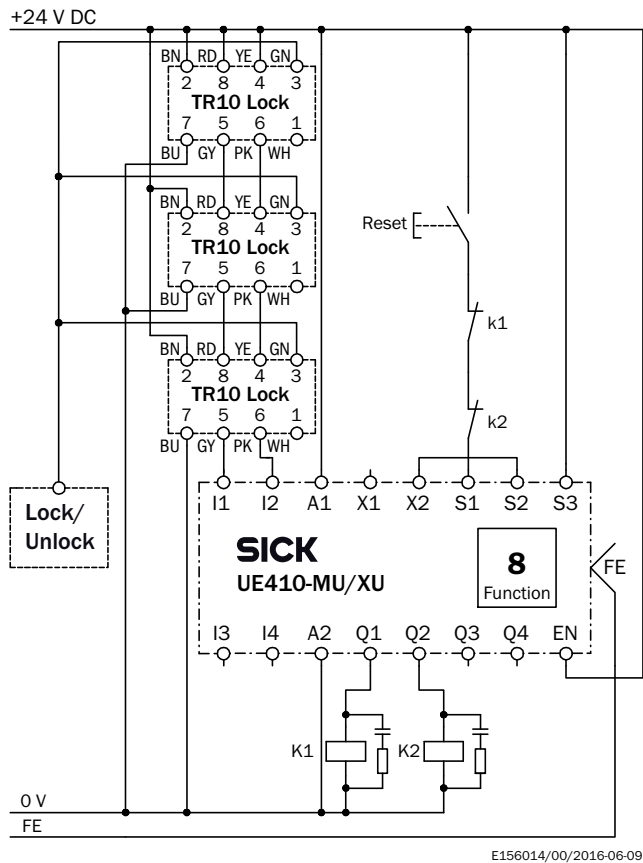 +24 V DC
BN RD YE GN
2 8 4 3
TR10 Lock
7 5 6 1
BU GY PK WH
BN RD YE GN
2 8 4 3
TR10 Lock
7 5 6 1
BU GY PK WH
Reset
k1
BN RD YE GN
2 8 4 3
TR10 Lock
7 5 6 1
BU GY PK WH
k2
I1 I2 A1 X1 X2 S1 S2 S3
Lock/
Unlock
SICK
UE410-MU/XU
8
Function
FE
I3 I4 A2 Q1 Q2 Q3 Q4 EN
K1 K2
0 V
FE
E156014/00/2016-06-09